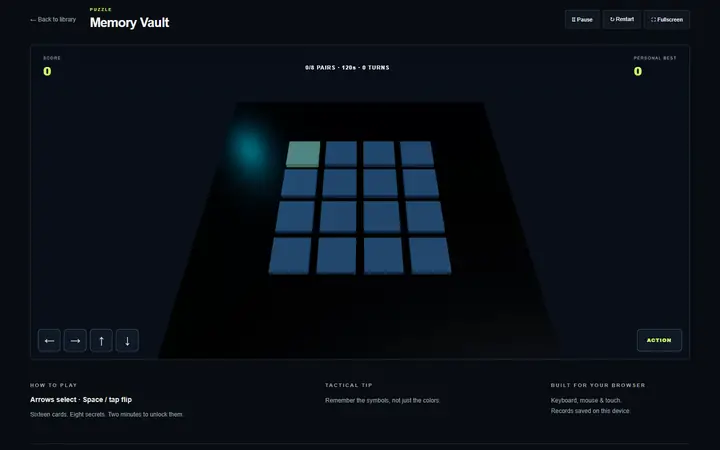 ← Back to library
PUZZLE
Memory Vault
Pause
↻ Restart
Fullscreen
SCORE
0
0/8 PAIRS · 120s · 0 TURNS
PERSONAL BEST
0
← → ↑ ↓
ACTION
HOW TO PLAY
Arrows select · Space / tap flip
Sixteen cards. Eight secrets. Two minutes to unlock them.
TACTICAL TIP
Remember the symbols, not just the colors.
BUILT FOR YOUR BROWSER
Keyboard, mouse & touch.
Records saved on this device.